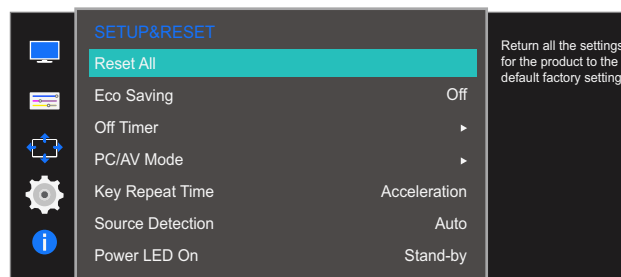 SETUP&RESET
Reset All
Eco Saving Off
Off Timer
PC/AV Mode
Key Repeat Time Acceleration
Source Detection Auto
Power LED On Stand-by
Return all the settings
for the product to the
default factory setting